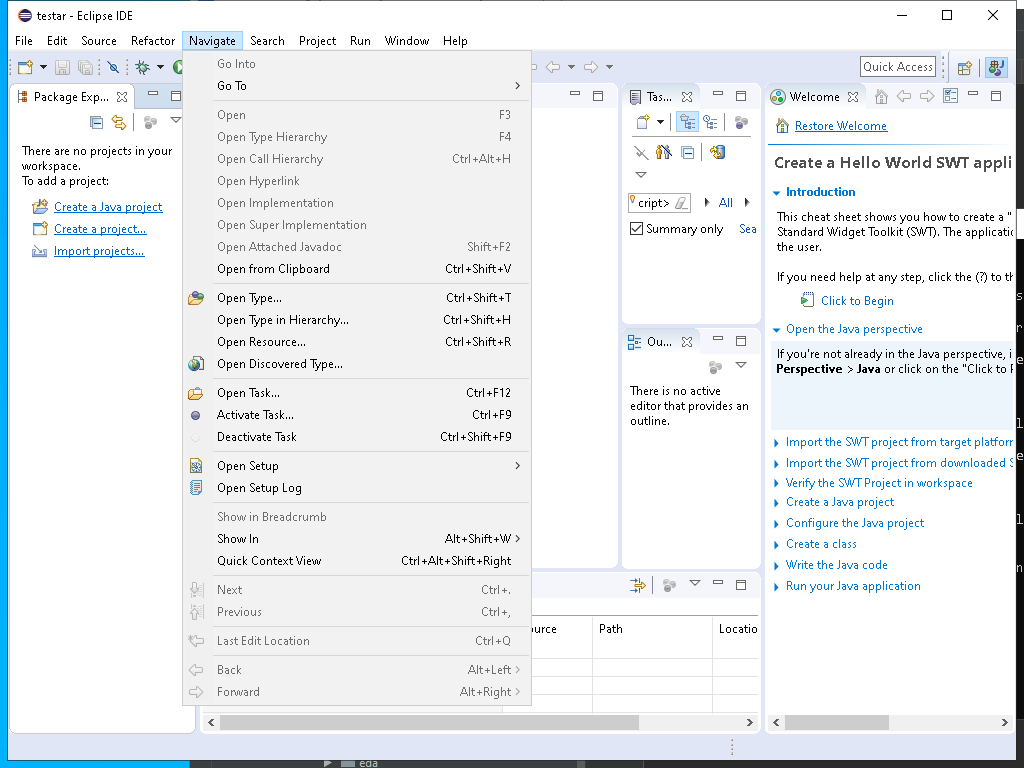 testar - Eclipse IDE
File Edit Source Refactor Navigate Search Project Run Window Help
Quick Access
Package Exp...
There are no projects in your
workspace.
To add a project:
Create a Java project
Create a project...
Import projects...
Go Into
Go To
Open F3
Open Type Hierarchy F4
Open Call Hierarchy Ctrl+Alt+H
Open Hyperlink
Open Implementation
Open Super Implementation
Open Attached Javadoc Shift+F2
Open from Clipboard Ctrl+Shift+V
Open Type... Ctrl+Shift+T
Open Type in Hierarchy... Ctrl+Shift+H
Open Resource... Ctrl+Shift+R
Open Discovered Type...
Open Task... Ctrl+F12
Activate Task... Ctrl+F9
Deactivate Task Ctrl+Shift+F9
Open Setup
Open Setup Log
Show in Breadcrumb
Show In Alt+Shift+W
Quick Context View Ctrl+Alt+Shift+Right
Next Ctrl+.
Previous Ctrl+,
Last Edit Location Ctrl+Q
Back Alt+Left
Forward Alt+Right
Tas...
cript> All
Summary only Sea
Ou...
There is no active
editor that provides an
outline.
ource Path Locatio
Welcome
Restore Welcome
Create a Hello World SWT appli
Introduction
This cheat sheet shows you how to create a "
Standard Widget Toolkit (SWT). The applicatio
the user.
If you need help at any step, click the (?) to th
Click to Begin
Open the Java perspective
If you're not already in the Java perspective, i
Perspective > Java or click on the "Click to P
Import the SWT project from target platform
Import the SWT project from downloaded S
Verify the SWT Project in workspace
Create a Java project
Configure the Java project
Create a class
Write the Java code
Run your Java application
eda